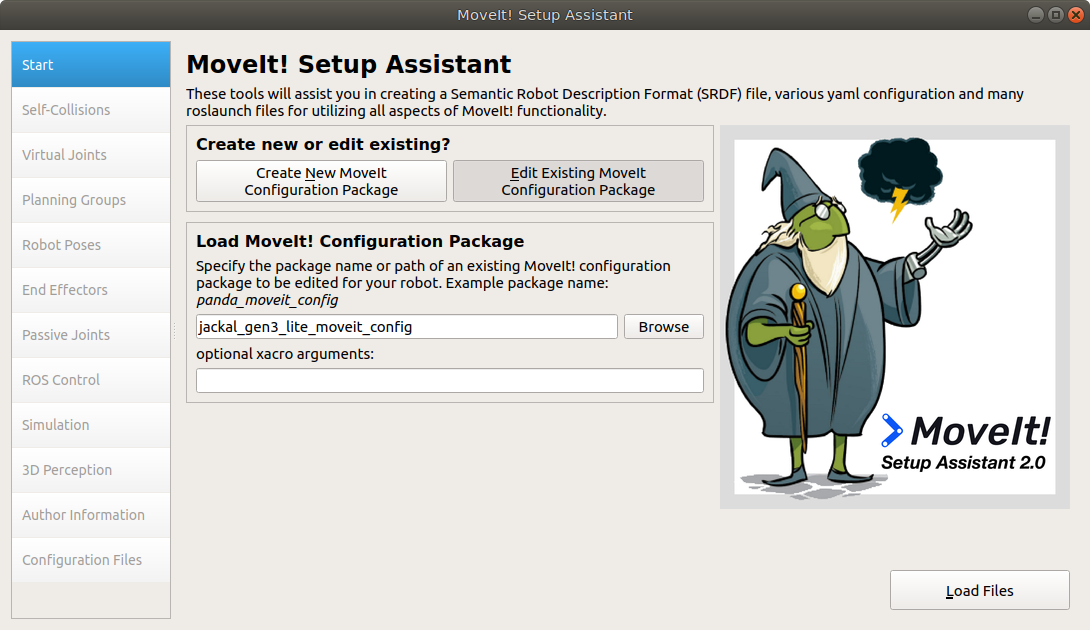 MoveIt! Setup Assistant
Start
Self-Collisions
Virtual Joints
Planning Groups
Robot Poses
End Effectors
Passive Joints
ROS Control
Simulation
3D Perception
Author Information
Configuration Files
MoveIt! Setup Assistant
These tools will assist you in creating a Semantic Robot Description Format (SRDF) file, various yaml configuration and many
roslaunch files for utilizing all aspects of MoveIt! functionality.
Create new or edit existing?
Create New MoveIt
Configuration Package
Edit Existing MoveIt
Configuration Package
Load MoveIt! Configuration Package
Specify the package name or path of an existing MoveIt! configuration
package to be edited for your robot. Example package name:
panda_moveit_config
jackal_gen3_lite_moveit_config
Browse
optional xacro arguments:
MoveIt!
Setup Assistant 2.0
Load Files